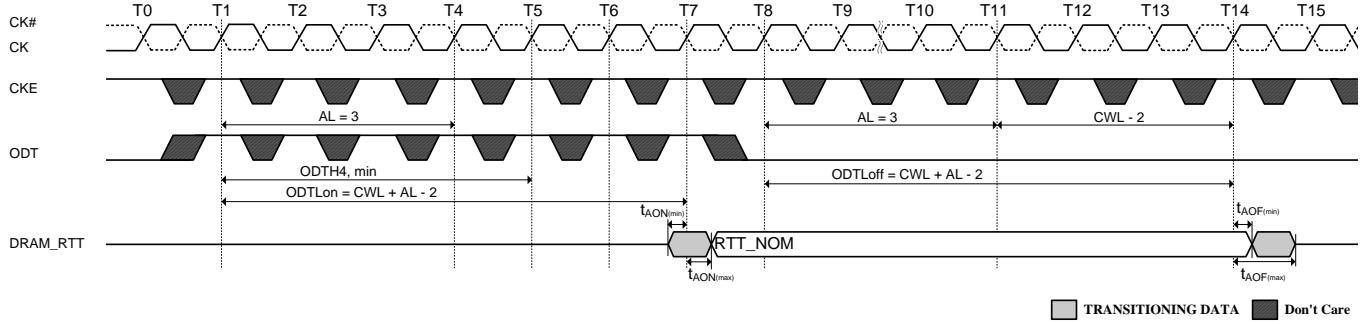 T0 T1 T2 T3 T4 T5 T6 T7 T8 T9 T10 T11 T12 T13 T14 T15
CK#
CK
CKE
AL = 3 AL = 3 CWL - 2
ODT
ODTH4, min
ODTLon = CWL + AL - 2 ODTLoff = CWL + AL - 2
tAON(min) tAOF(min)
DRAM_RTT RTT_NOM
tAON(max) tAOF(max)
TRANSITIONING DATA Don't Care